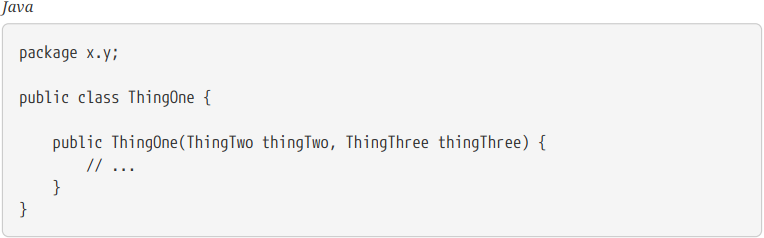 Java
package x.y;
public class ThingOne {
public ThingOne(ThingTwo thingTwo, ThingThree thingThree) {
// ...
}
}